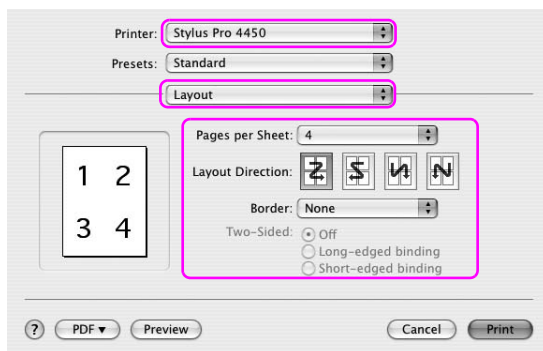 Printer: Stylus Pro 4450
Presets: Standard
Layout
Pages per Sheet: 4
Layout Direction:
Border: None
Two-Sided: Off
Long-edged binding
Short-edged binding
1 2
3 4
? PDF▼ Preview Cancel Print